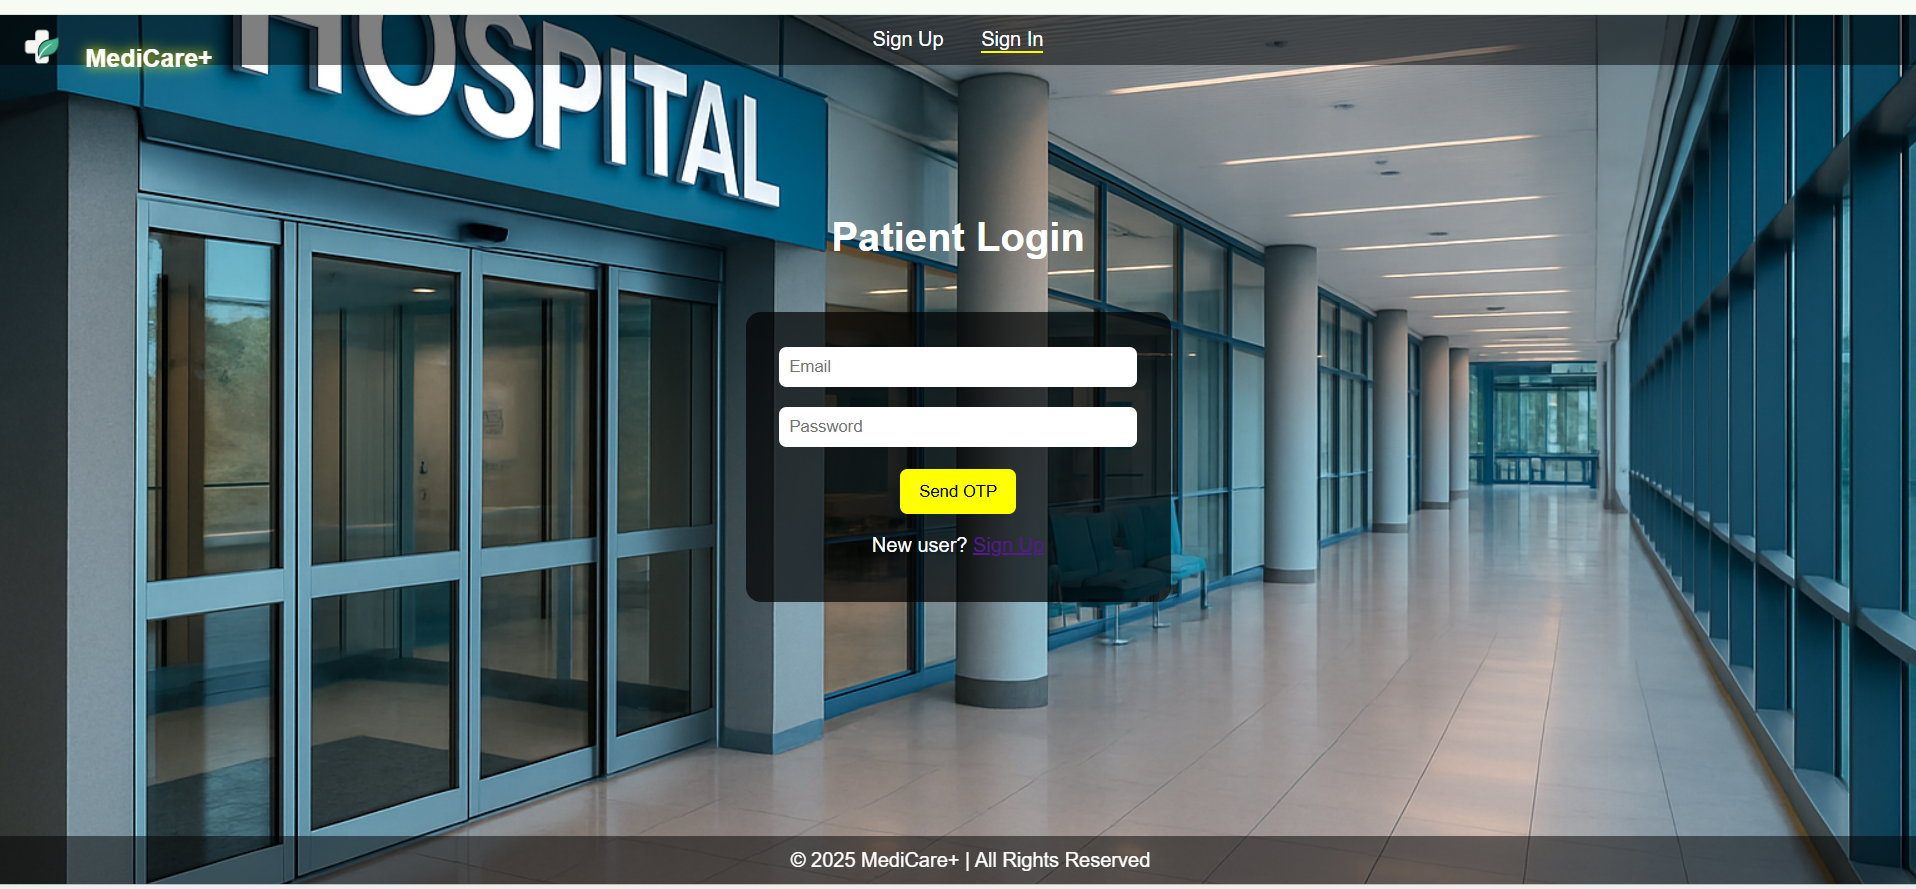 MediCare+
Sign Up
Sign In
HOSPITAL
Patient Login
Email
Password
Send OTP
New user? Sign Up
© 2025 MediCare+ | All Rights Reserved